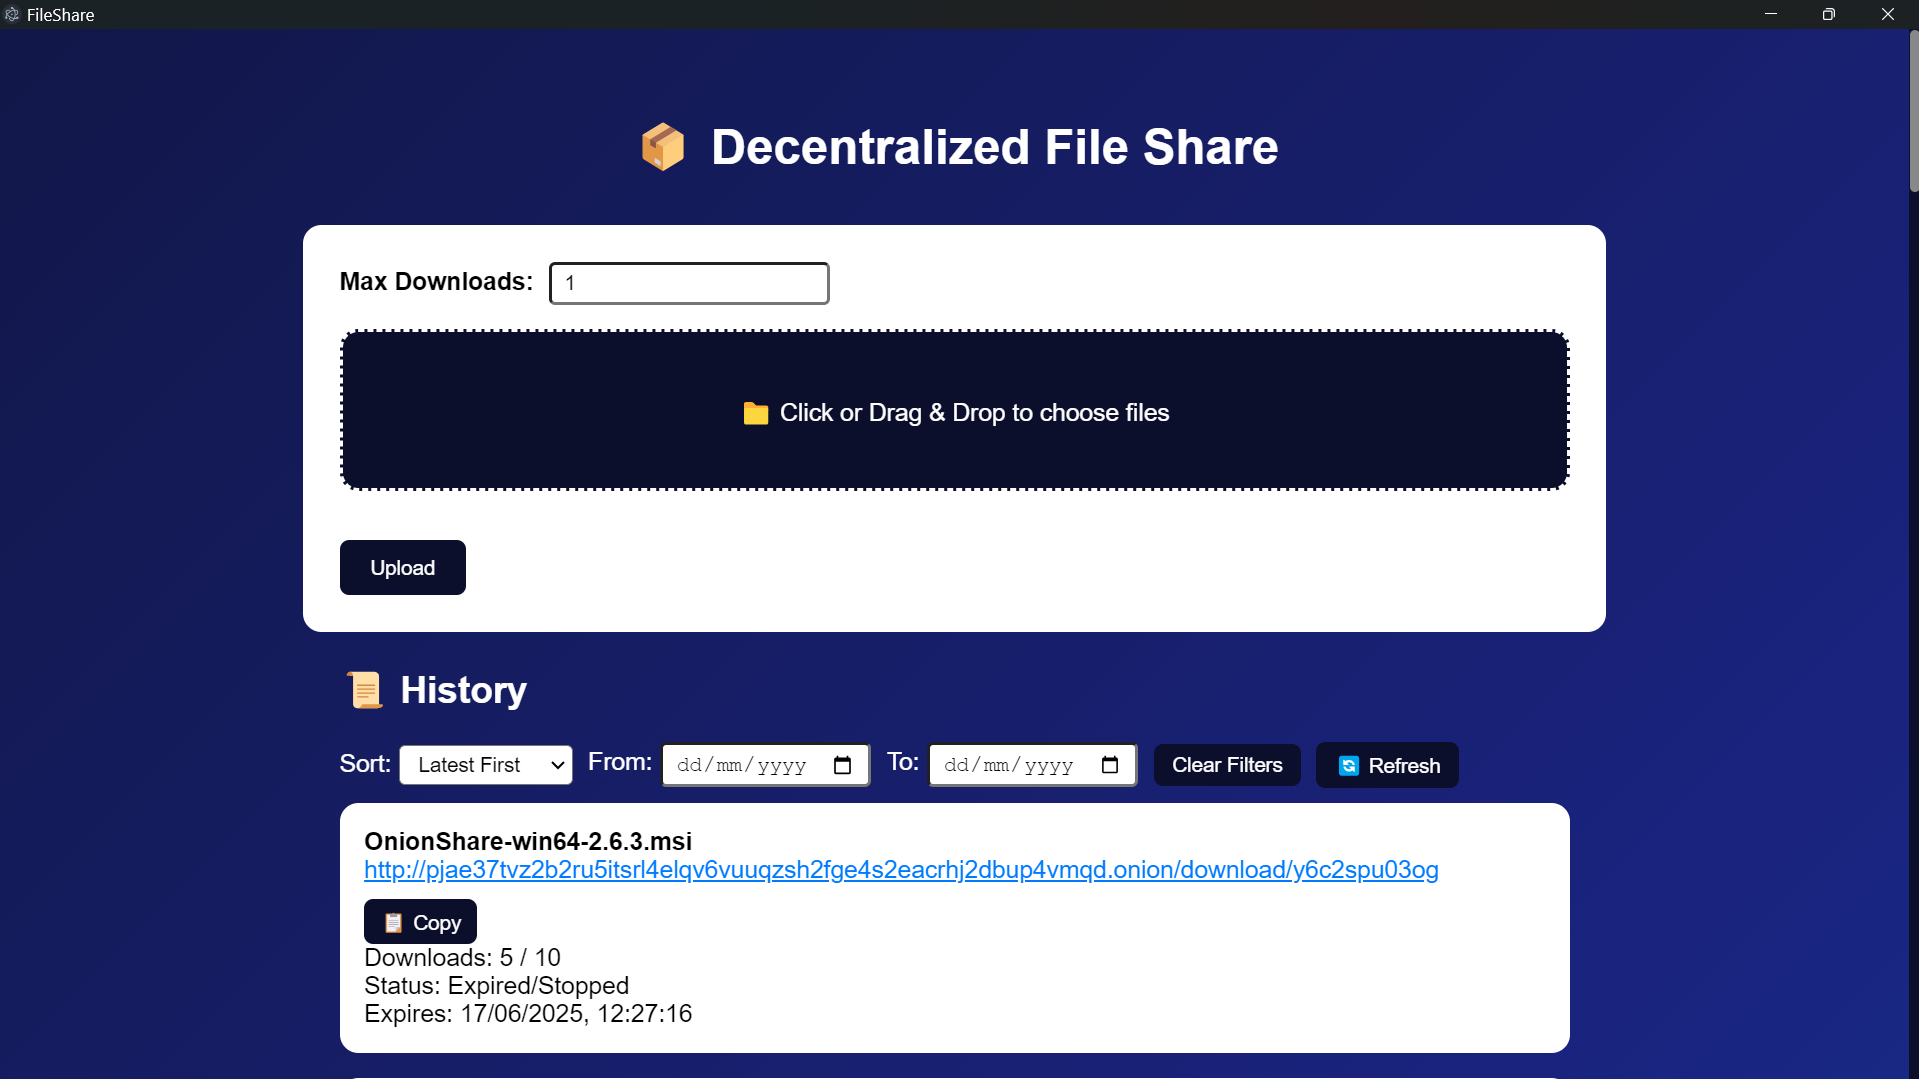 FileShare
Decentralized File Share
Max Downloads: 1
Click or Drag & Drop to choose files
Upload
History
Sort: Latest First From: dd/mm/yyyy To: dd/mm/yyyy Clear Filters Refresh
OnionShare-win64-2.6.3.msi
http://pjae37tvz2b2ru5itsrl4elqv6vuuqzsh2fge4s2eacrhj2dbup4vmqd.onion/download/y6c2spu03og
Copy
Downloads: 5 / 10
Status: Expired/Stopped
Expires: 17/06/2025, 12:27:16